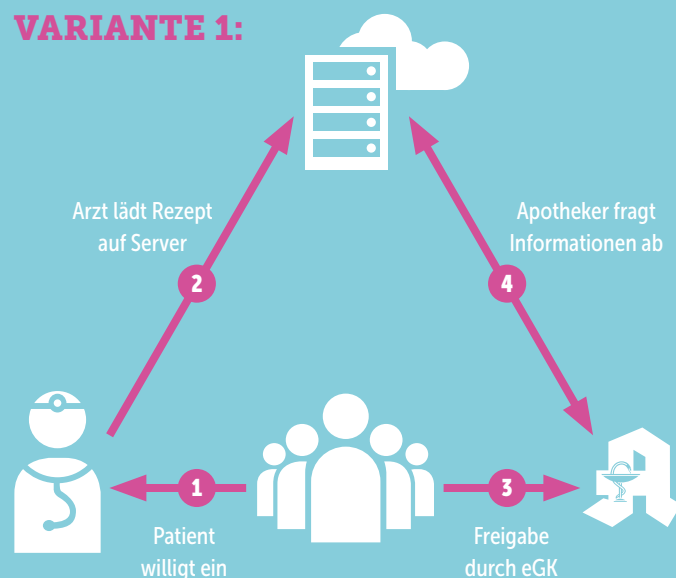 VARIANTE 1:
Arzt lädt Rezept
auf Server
2
Apotheker fragt
Informationen ab
4
1
Patient
willigt ein
3
Freigabe
durch eGK